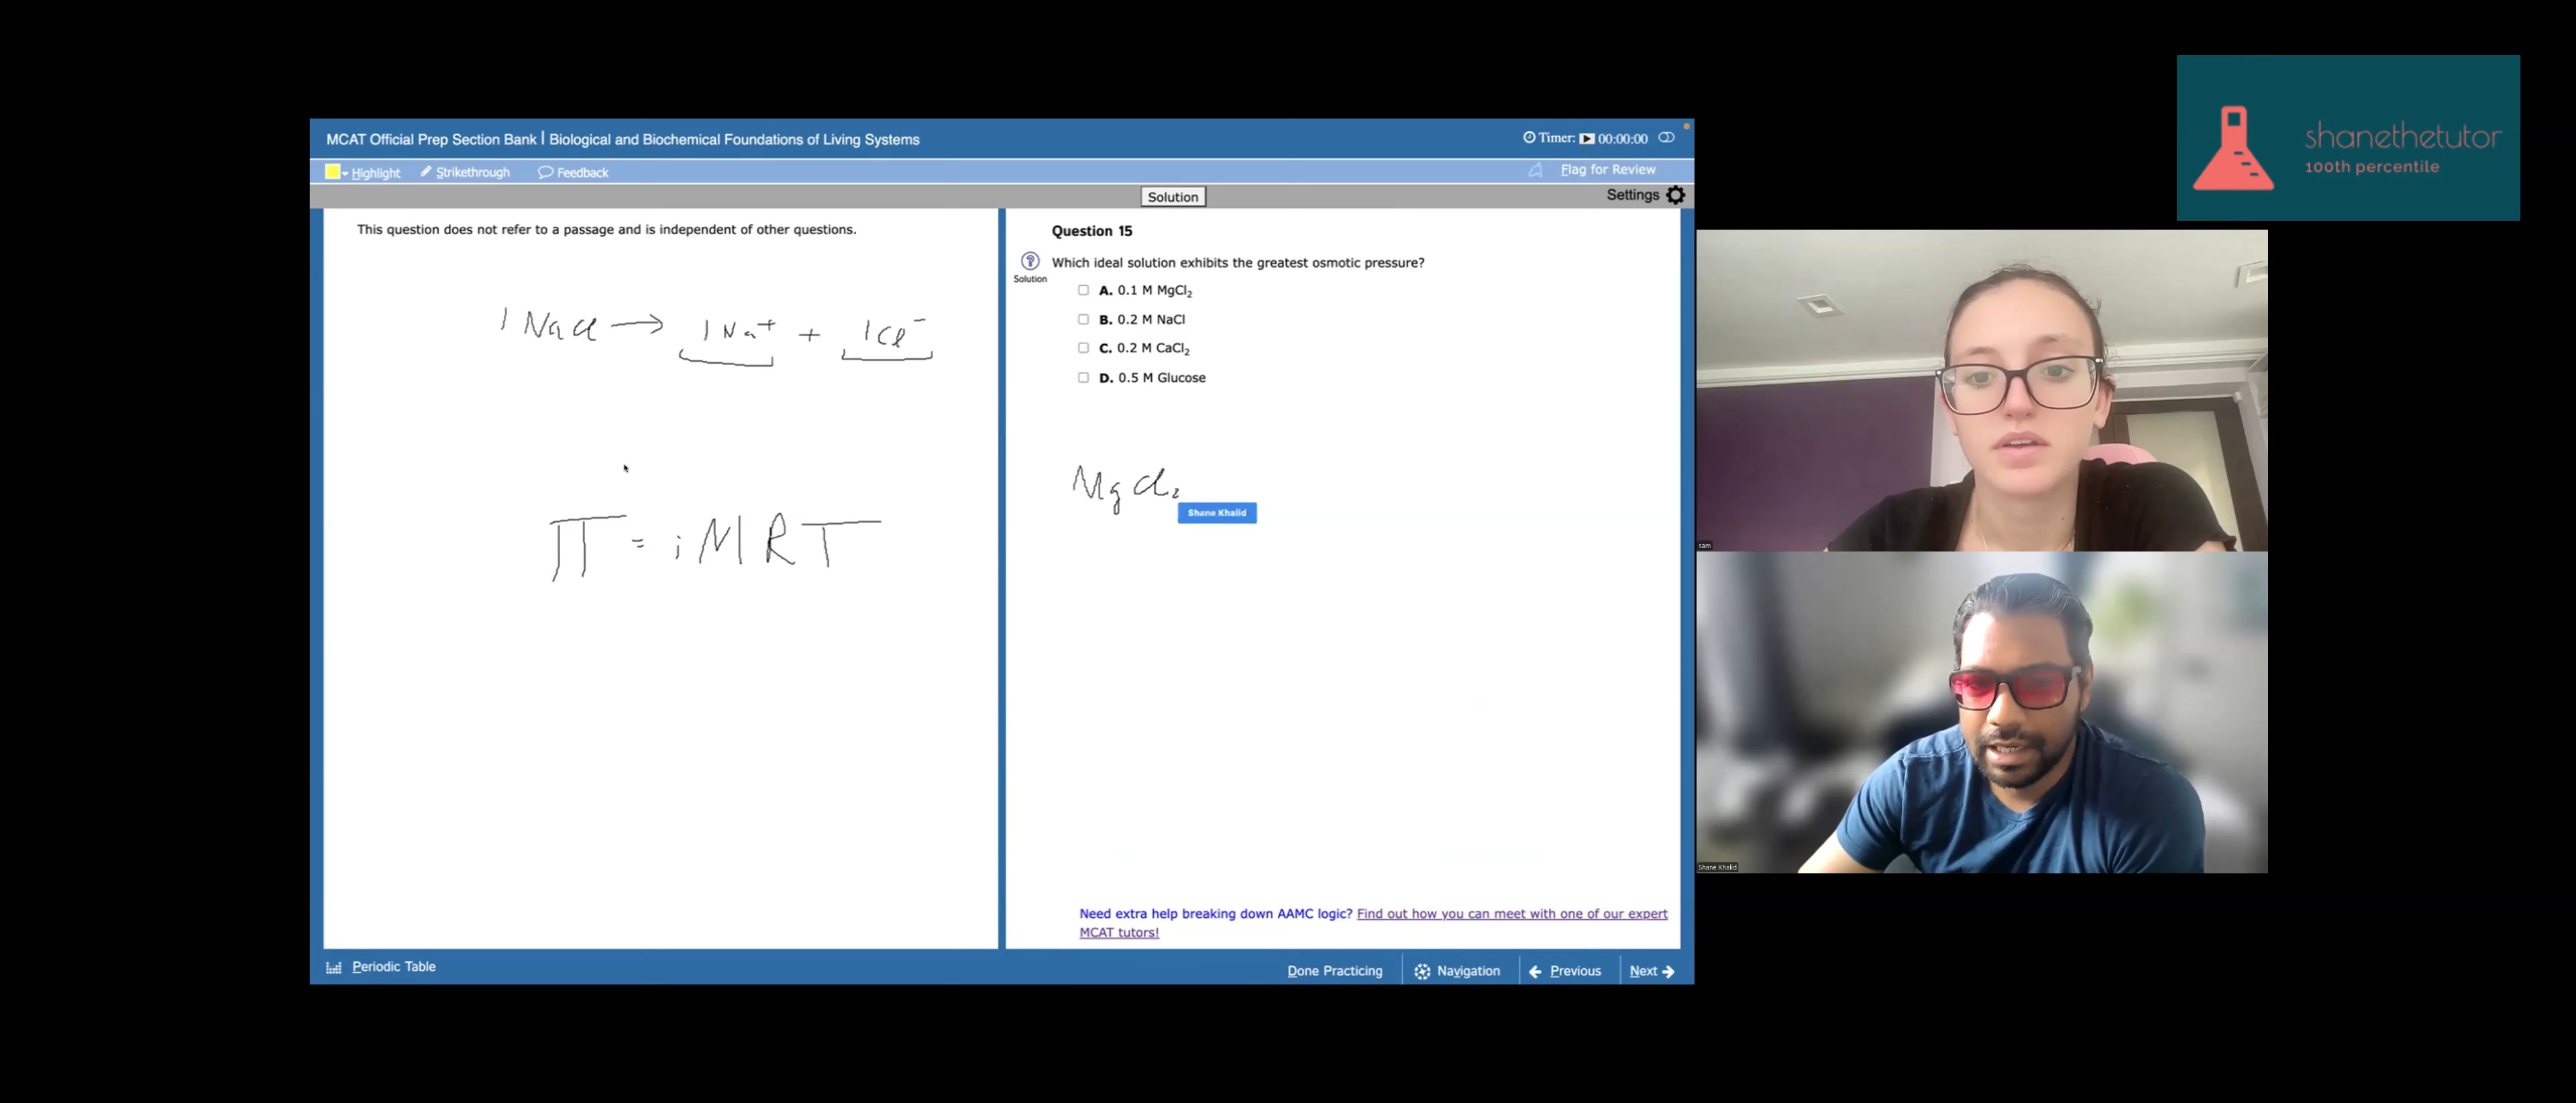 shanethetutor
100th percentile
MCAT Official Prep Section Bank | Biological and Biochemical Foundations of Living Systems
Timer: 00:00:00
Highlight Strikethrough Feedback
Flag for Review
Solution
Settings
This question does not refer to a passage and is independent of other questions.
1 NaCl → 1 Na⁺ + 1 Cl⁻
Π = i M R T
Question 15
Solution
Which ideal solution exhibits the greatest osmotic pressure?
A. 0.1 M MgCl₂
B. 0.2 M NaCl
C. 0.2 M CaCl₂
D. 0.5 M Glucose
MgCl₂
Shane Khalid
Need extra help breaking down AAMC logic? Find out how you can meet with one of our expert
MCAT tutors!
Periodic Table
Done Practicing Navigation Previous Next
sam
Shane Khalid